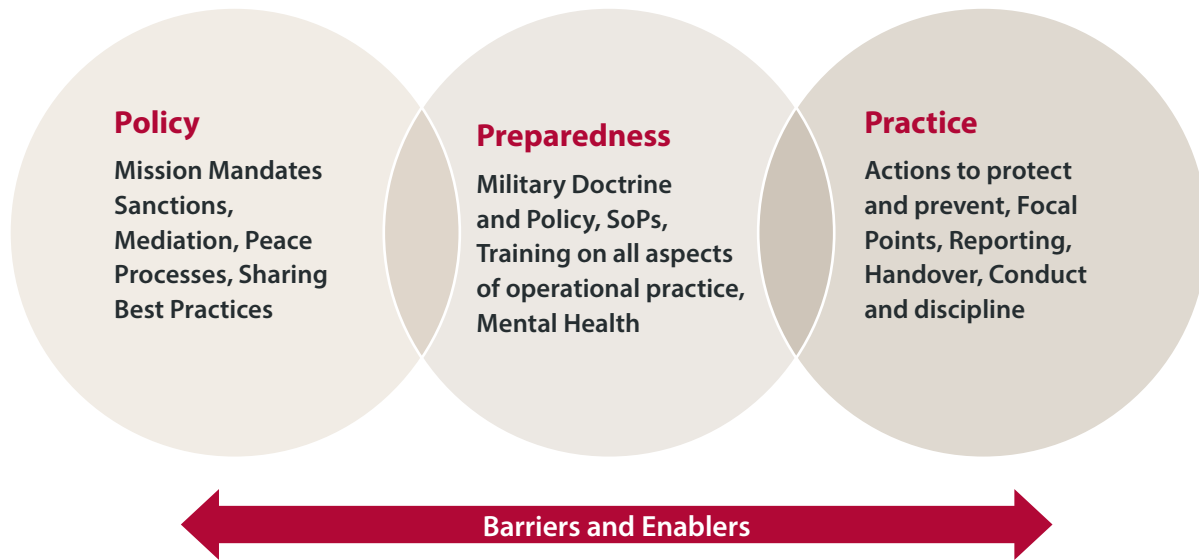 Policy
Mission Mandates
Sanctions,
Mediation, Peace
Processes, Sharing
Best Practices
Preparedness
Military Doctrine
and Policy, SoPs,
Training on all aspects
of operational practice,
Mental Health
Practice
Actions to protect
and prevent, Focal
Points, Reporting,
Handover, Conduct
and discipline
Barriers and Enablers